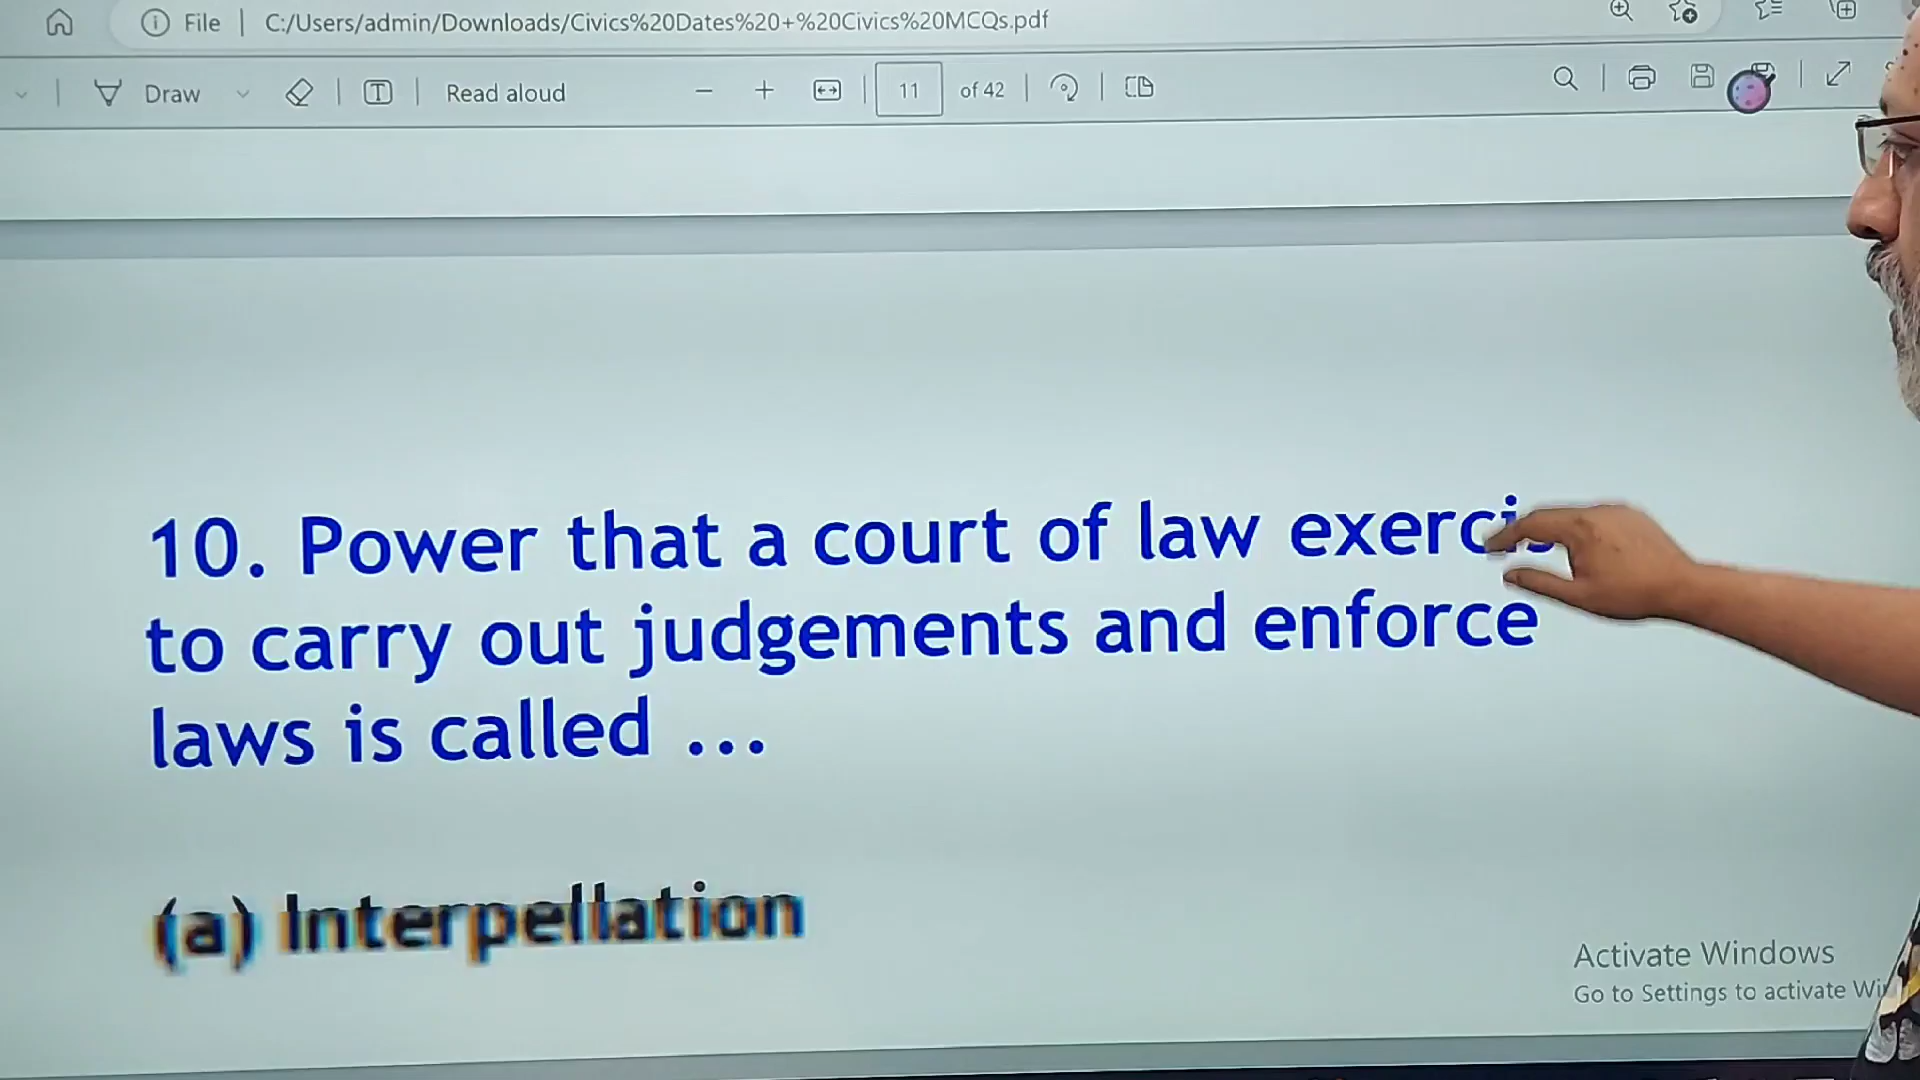 File | C:/Users/admin/Downloads/Civics%20Dates%20+%20Civics%20MCQs.pdf
Draw | T | Read aloud 11 of 42
10. Power that a court of law exercis
to carry out judgements and enforce
laws is called ...
(a) Interpellation
Activate Windows
Go to Settings to activate Wi